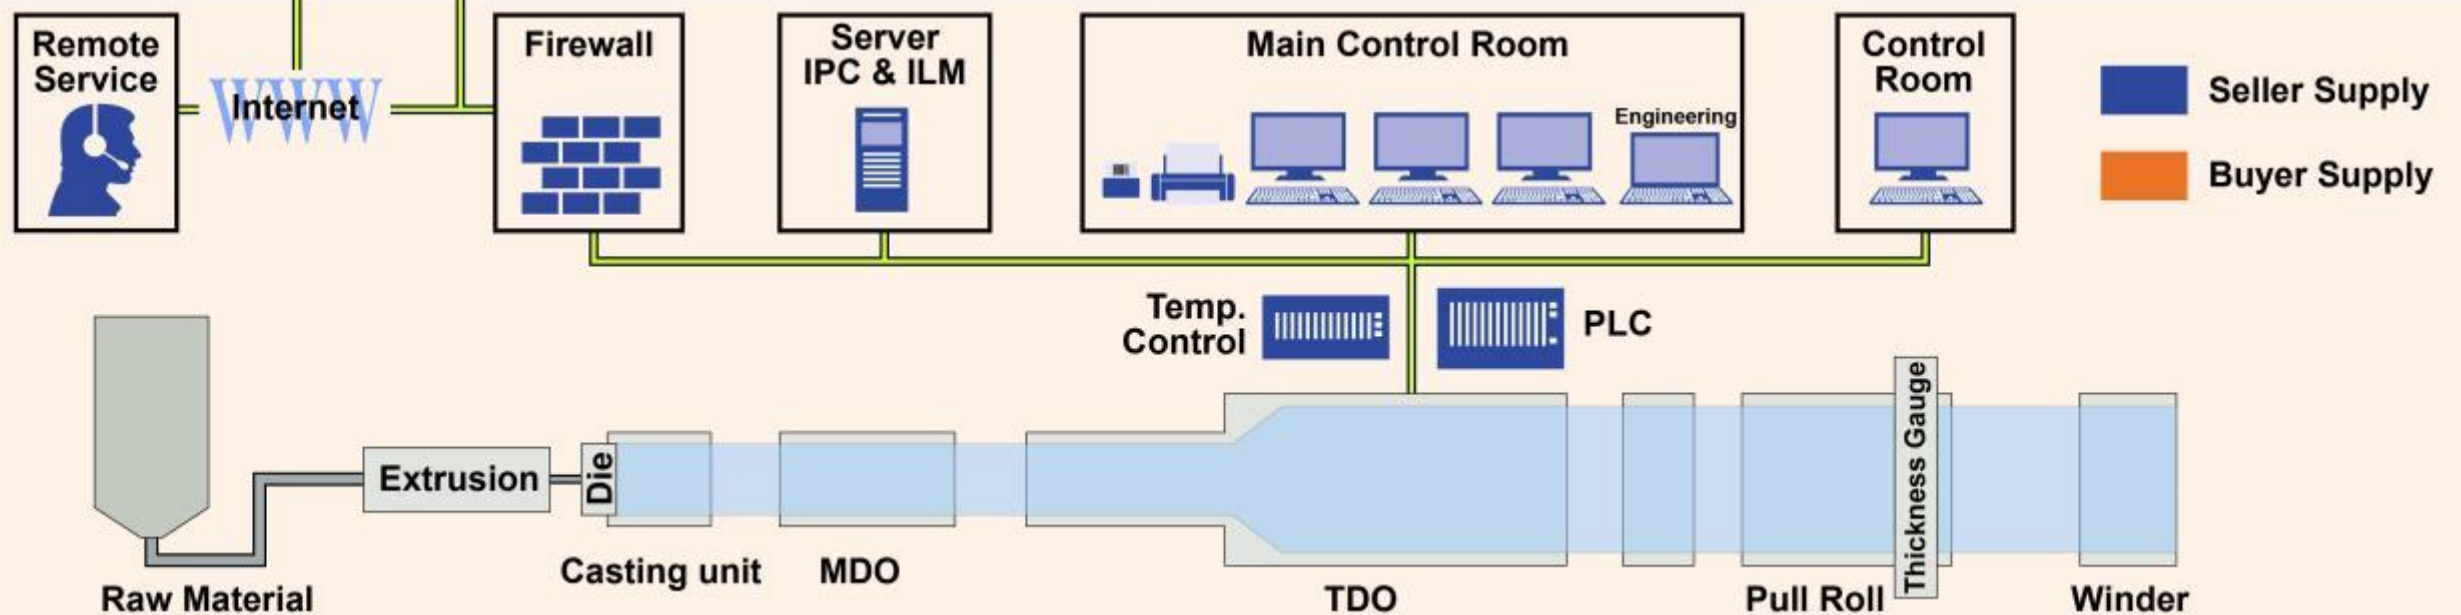 Remote
Service
Internet
WWW
Firewall
Server
IPC & ILM
Main Control Room
Engineering
Control
Room
Seller Supply
Buyer Supply
Temp.
Control
PLC
Raw Material
Extrusion
Die
Casting unit
MDO
TDO
Pull Roll
Thickness Gauge
Winder